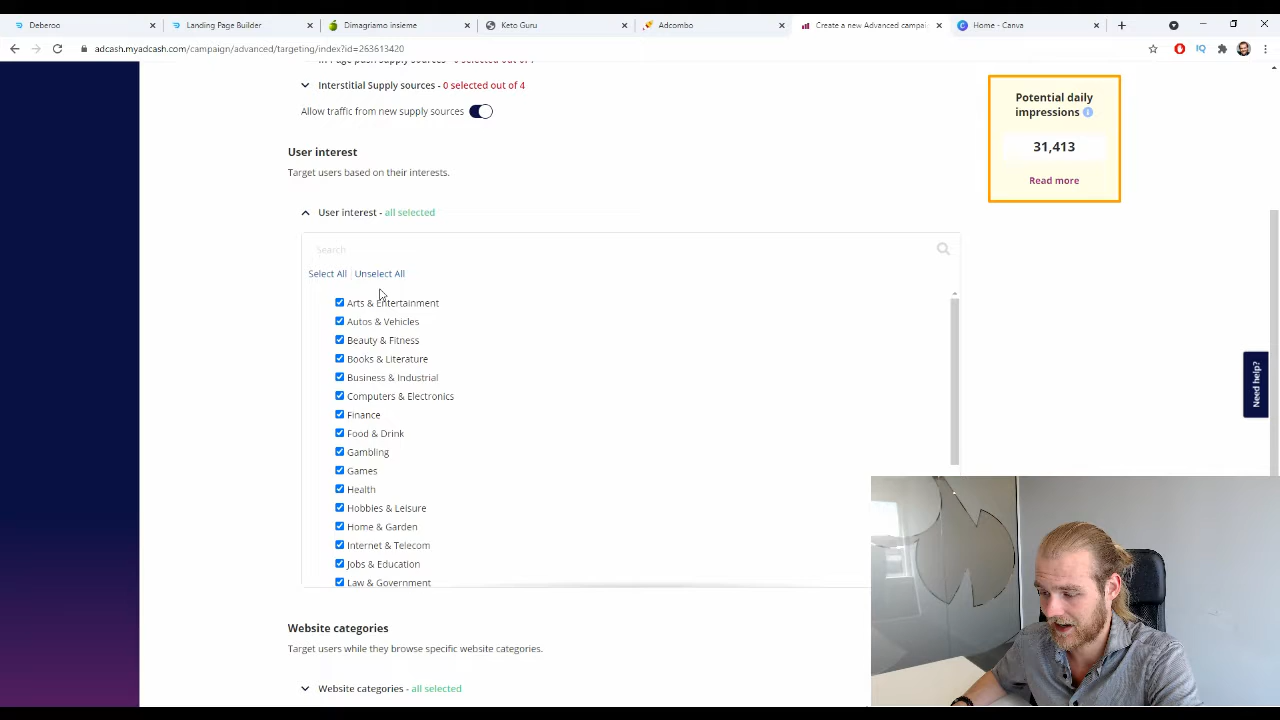 Deberoo
Landing Page Builder
Dimagriamo insieme
Keto Guru
Adcombo
Create a new Advanced campai
Home - Canva
adcash.myadcash.com/campaign/advanced/targeting/index?id=263613420
IQ
Interstitial Supply sources - 0 selected out of 4
Allow traffic from new supply sources
User interest
Target users based on their interests.
User interest - all selected
Search
Select All | Unselect All
Arts & Entertainment
Autos & Vehicles
Beauty & Fitness
Books & Literature
Business & Industrial
Computers & Electronics
Finance
Food & Drink
Gambling
Games
Health
Hobbies & Leisure
Home & Garden
Internet & Telecom
Jobs & Education
Law & Government
Website categories
Target users while they browse specific website categories.
Website categories - all selected
Potential daily
impressions
31,413
Read more
Need help?